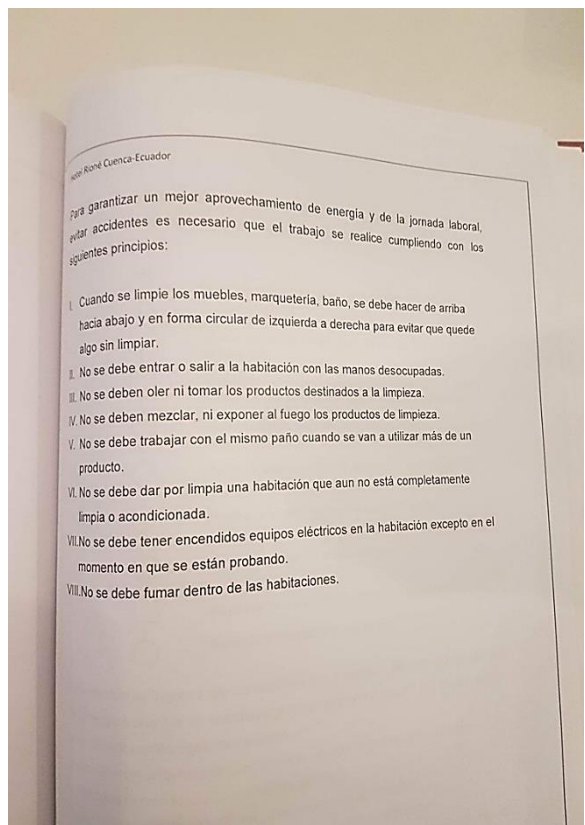 Hotel Rioné Cuenca-Ecuador
Para garantizar un mejor aprovechamiento de energía y de la jornada laboral,
evitar accidentes es necesario que el trabajo se realice cumpliendo con los
siguientes principios:
I. Cuando se limpie los muebles, marquetería, baño, se debe hacer de arriba
hacia abajo y en forma circular de izquierda a derecha para evitar que quede
algo sin limpiar.
II. No se debe entrar o salir a la habitación con las manos desocupadas.
III. No se deben oler ni tomar los productos destinados a la limpieza.
IV. No se deben mezclar, ni exponer al fuego los productos de limpieza.
V. No se debe trabajar con el mismo paño cuando se van a utilizar más de un
producto.
VI. No se debe dar por limpia una habitación que aun no está completamente
limpia o acondicionada.
VII.No se debe tener encendidos equipos eléctricos en la habitación excepto en el
momento en que se están probando.
VIII.No se debe fumar dentro de las habitaciones.